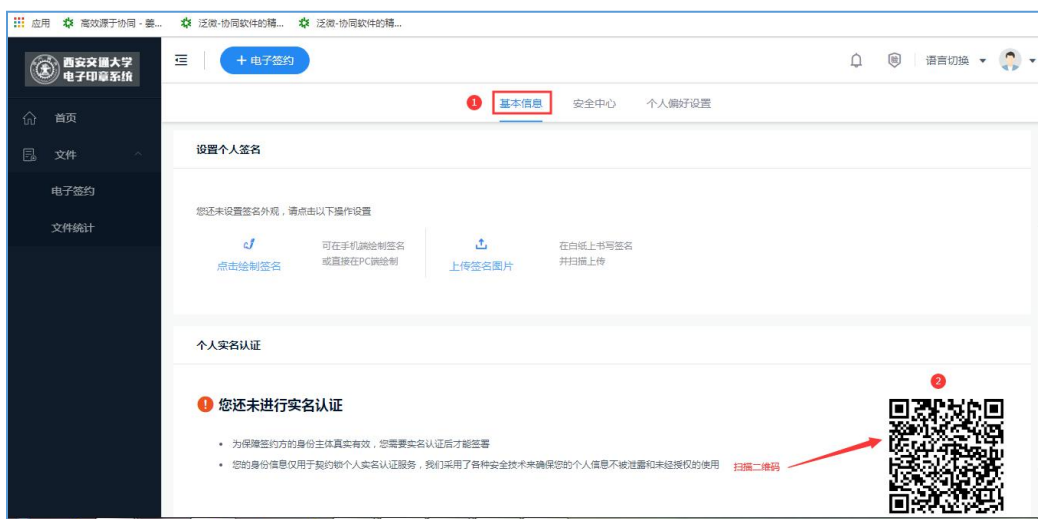 应用 高效源于协同 - 姜... 泛微-协同软件的精... 泛微-协同软件的精...
西安交通大学
电子印章系统
+ 电子签约
语言切换
1 基本信息 安全中心 个人偏好设置
首页
文件
电子签约
文件统计
设置个人签名
您还未设置签名外观，请点击以下操作设置
点击绘制签名
可在手机端绘制签名
或直接在PC端绘制
上传签名图片
在白纸上书写签名
并扫描上传
个人实名认证
2
! 您还未进行实名认证
• 为保障签约方的身份主体真实有效，您需要实名认证后才能签署
• 您的身份信息仅用于契约锁个人实名认证服务，我们采用了各种安全技术来确保您的个人信息不被泄露和未经授权的使用
扫描二维码